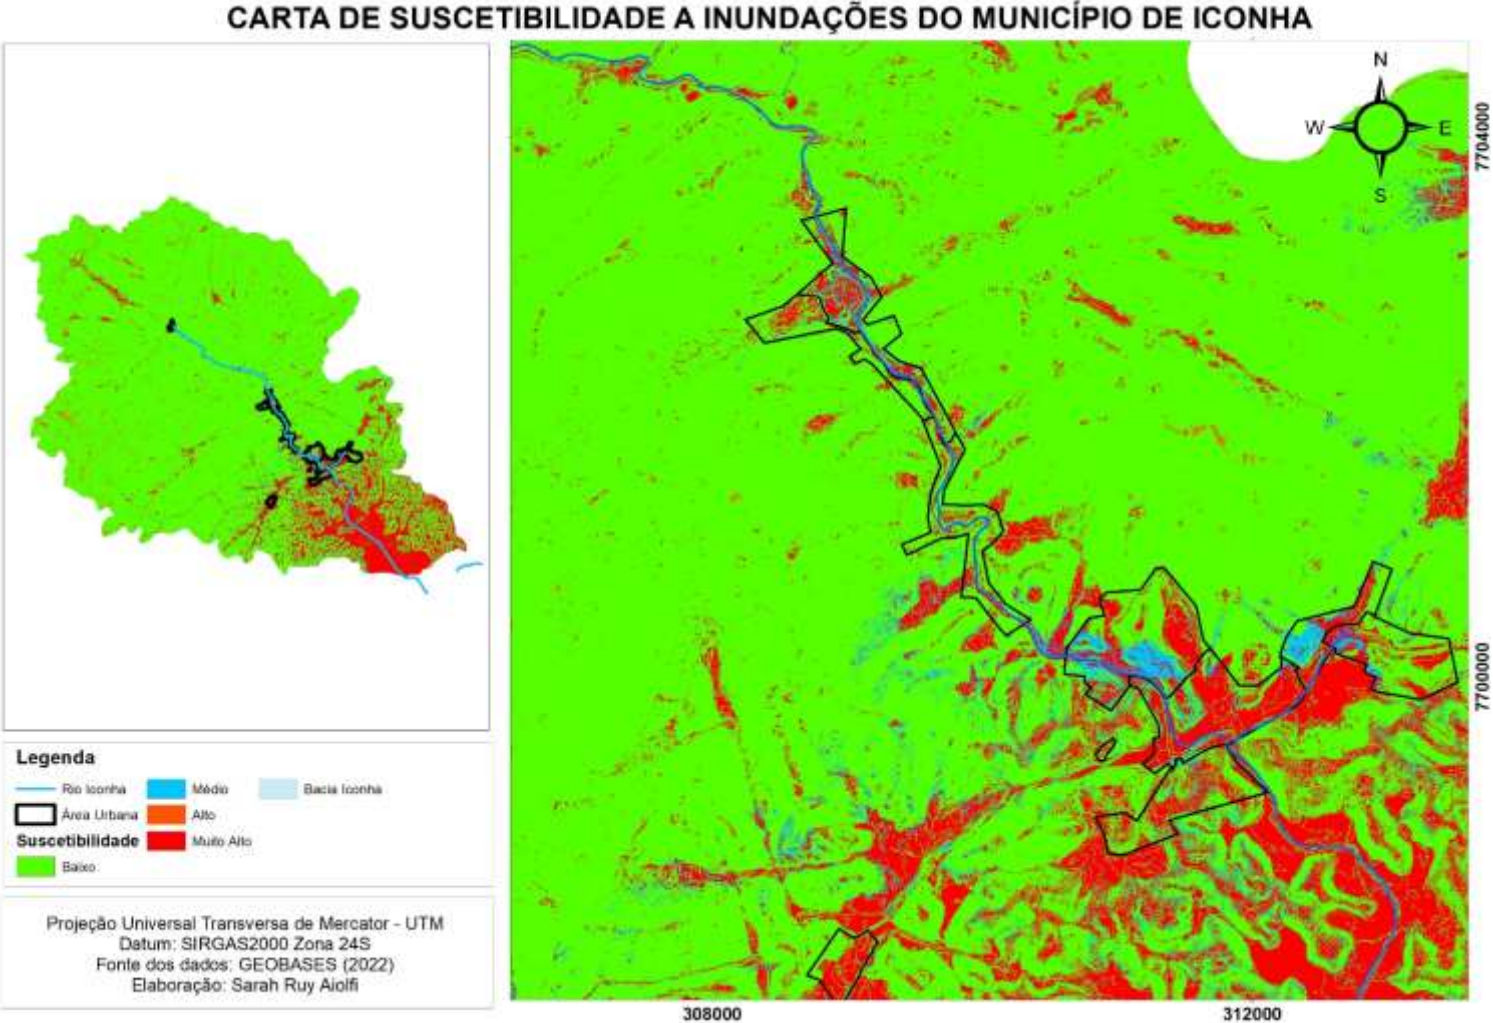 CARTA DE SUSCETIBILIDADE A INUNDAÇÕES DO MUNICÍPIO DE ICONHA
N
W
E
S
7704000
7700000
308000
312000
Legenda
Rio Iconha
Médio
Bacia Iconha
Área Urbana
Alto
Suscetibilidade
Muito Alto
Baixo
Projeção Universal Transversa de Mercator - UTM
Datum: SIRGAS2000 Zona 24S
Fonte dos dados: GEOBASES (2022)
Elaboração: Sarah Ruy Aiolfi